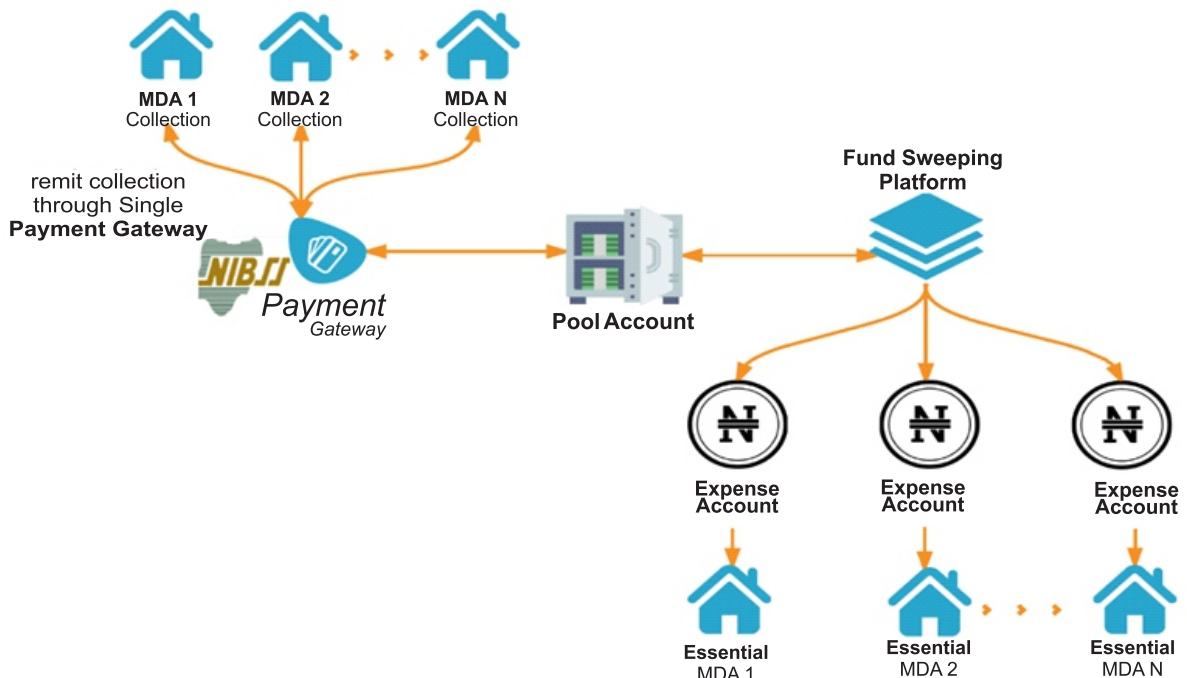 MDA 1
Collection
MDA 2
Collection
MDA N
Collection
remit collection
through Single
Payment Gateway
NIBSS
Payment
Gateway
Pool Account
Fund Sweeping
Platform
Expense
Account
Expense
Account
Expense
Account
Essential
MDA 1
Essential
MDA 2
Essential
MDA N